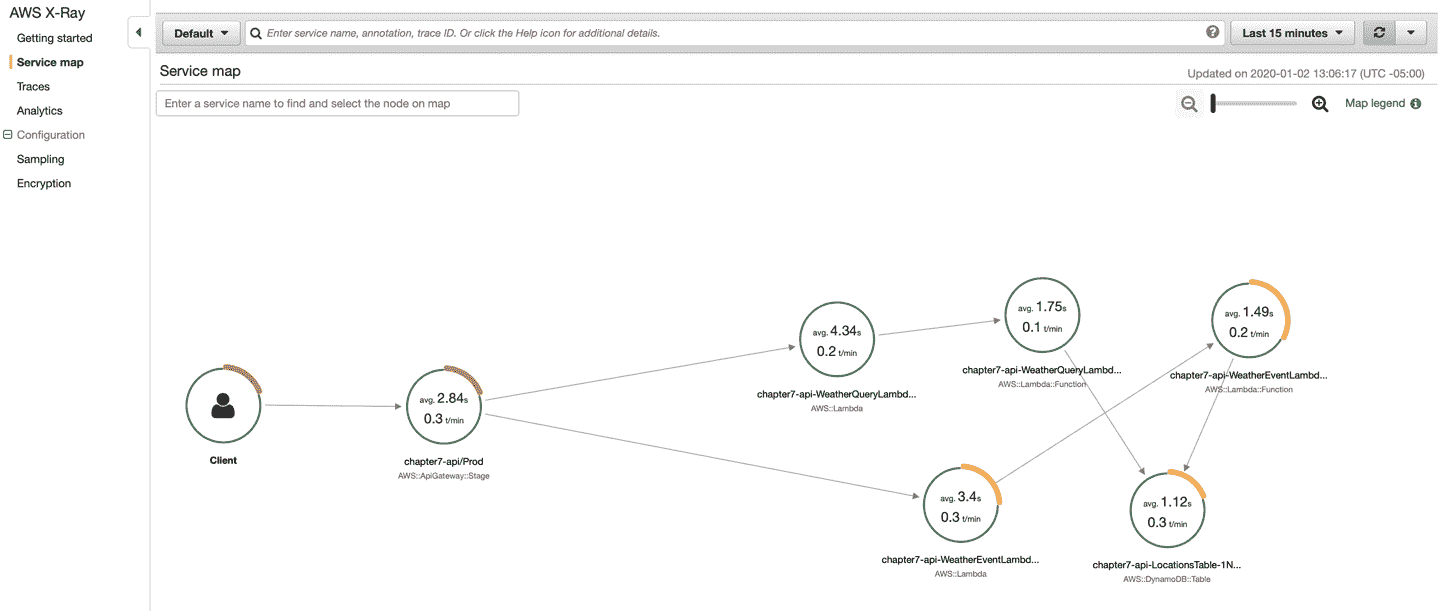 AWS X-Ray
Getting started
Service map
Traces
Analytics
Configuration
Sampling
Encryption
Default
Enter service name, annotation, trace ID. Or click the Help icon for additional details.
Last 15 minutes
Service map
Updated on 2020-01-02 13:06:17 (UTC -05:00)
Enter a service name to find and select the node on map
Map legend
Client
avg. 2.84s
0.3 t/min
chapter7-api/Prod
AWS::ApiGateway::Stage
avg. 4.34s
0.2 t/min
chapter7-api-WeatherQueryLambd...
AWS::Lambda
avg. 1.75s
0.1 t/min
chapter7-api-WeatherQueryLambd...
AWS::Lambda::Function
avg. 1.49s
0.2 t/min
chapter7-api-WeatherEventLambd...
AWS::Lambda::Function
avg. 3.4s
0.3 t/min
chapter7-api-WeatherEventLambd...
AWS::Lambda
avg. 1.12s
0.3 t/min
chapter7-api-LocationsTable-1N...
AWS::DynamoDB::Table